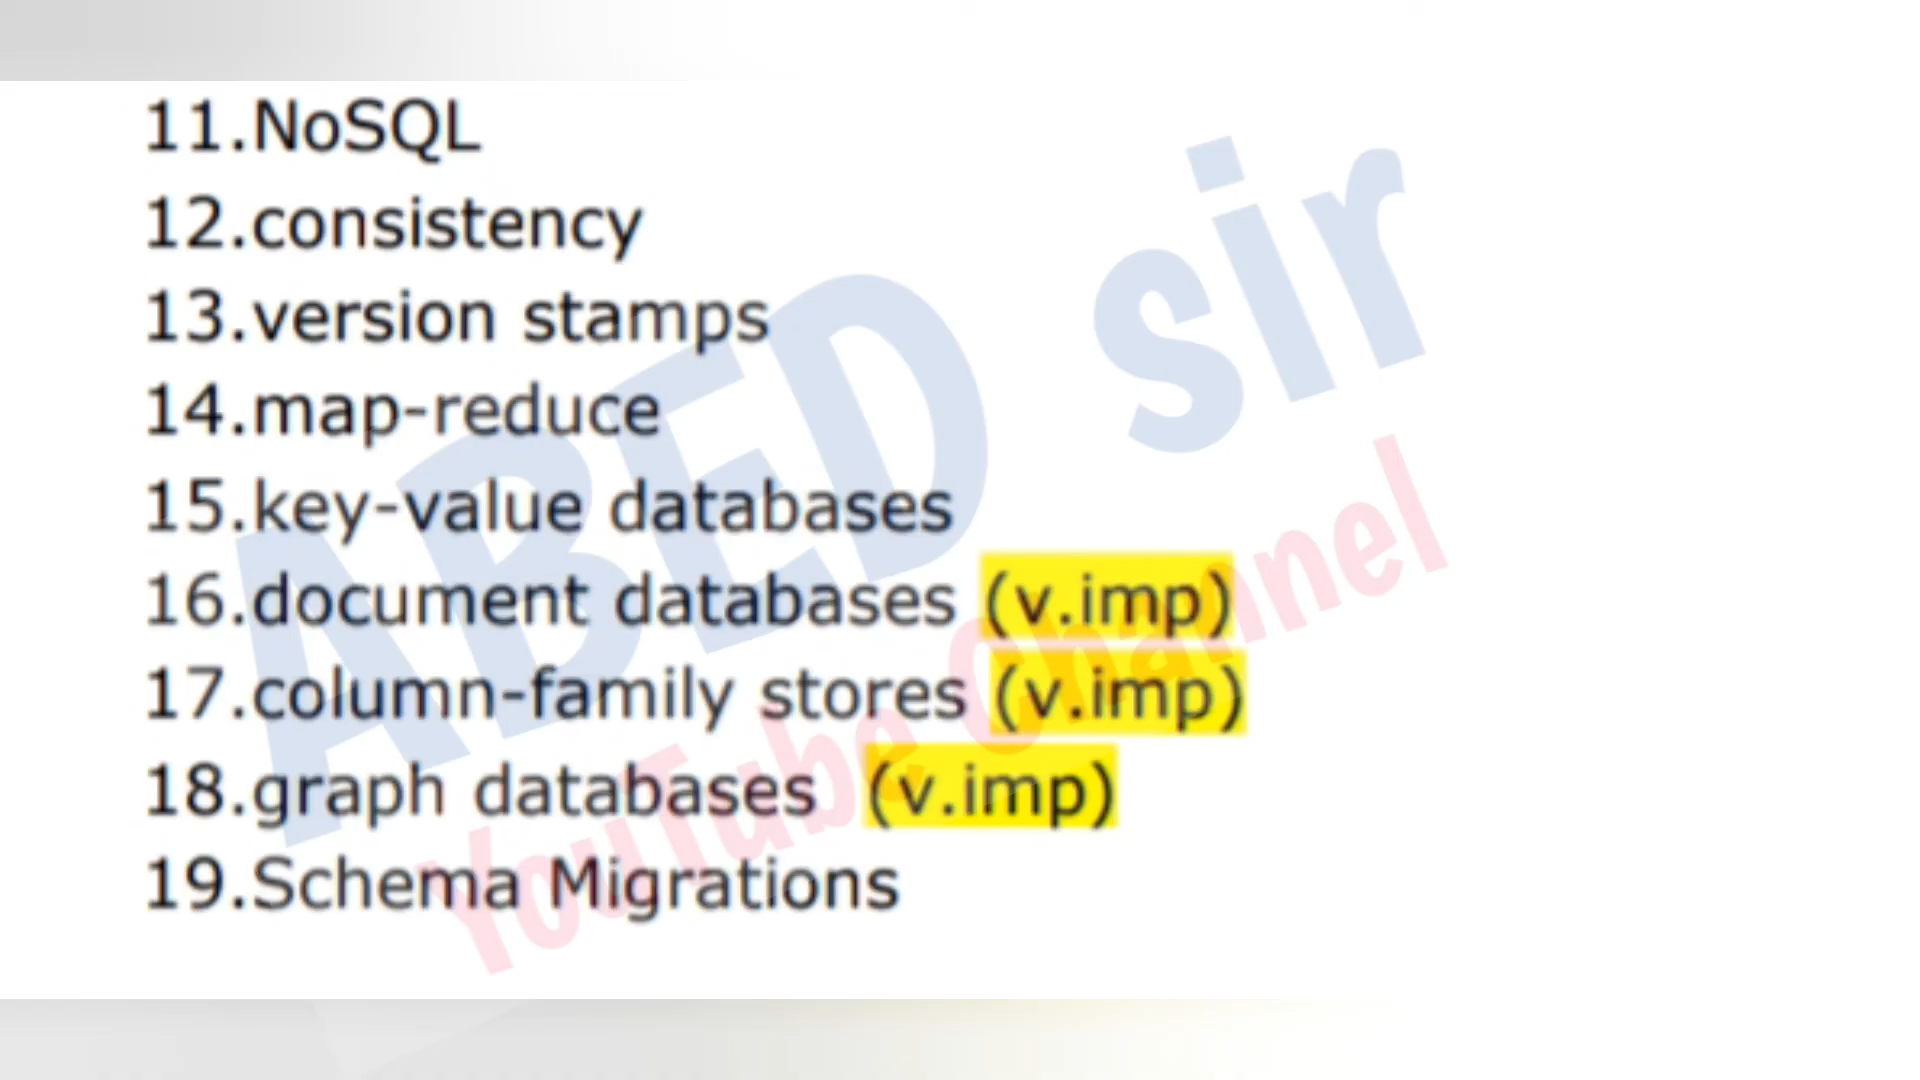 11.NoSQL
12.consistency
13.version stamps
14.map-reduce
15.key-value databases
16.document databases (v.imp)
17.column-family stores (v.imp)
18.graph databases (v.imp)
19.Schema Migrations
ABED sir
YouTube Channel